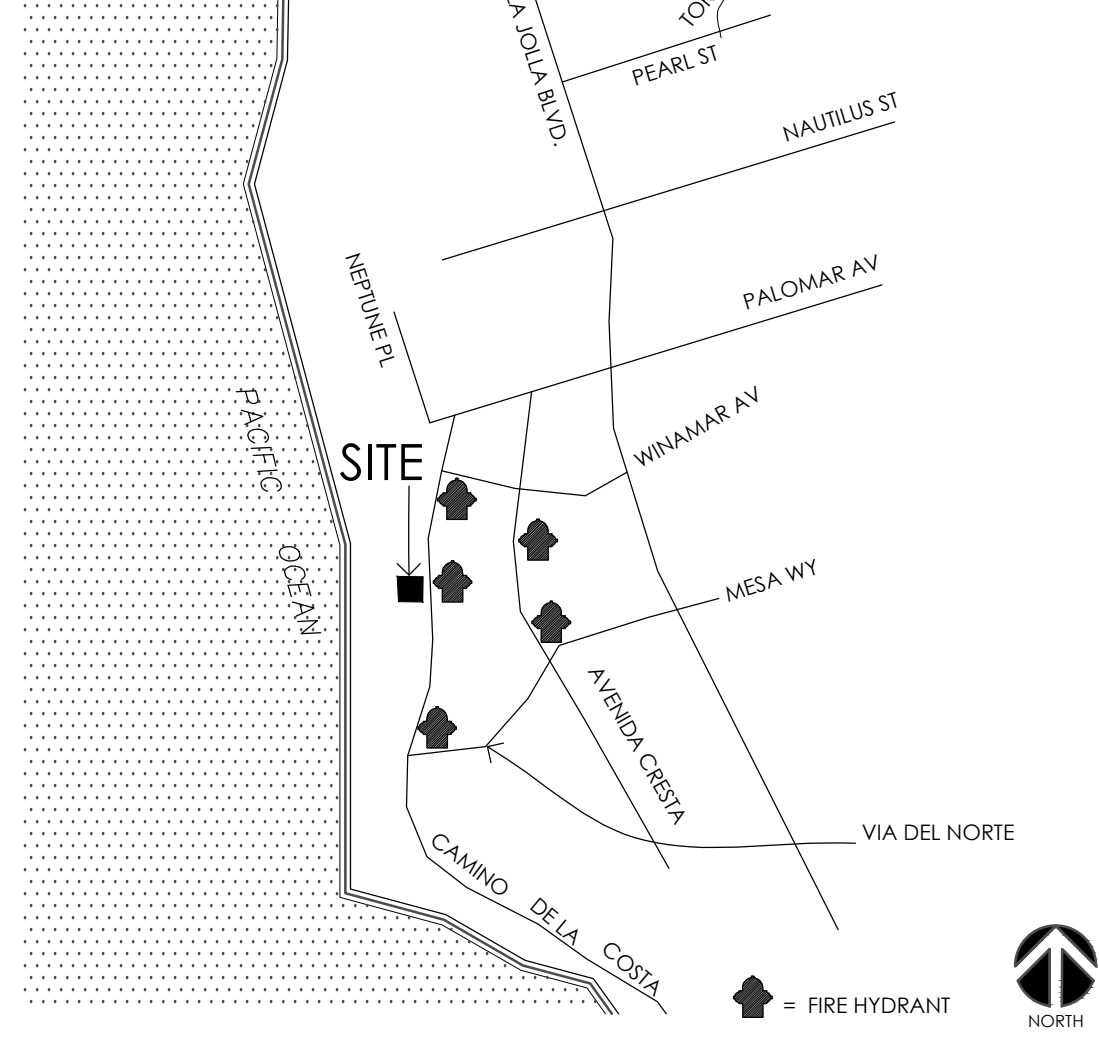 LA JOLLA BLVD.
PEARL ST
NAUTILUS ST
PALOMAR AV
NEPTUNE PL
WINAMAR AV
PACIFIC
OCEAN
SITE
MESA WY
AVENIDA CRESTA
VIA DEL NORTE
CAMINO DE LA COSTA
= FIRE HYDRANT
NORTH